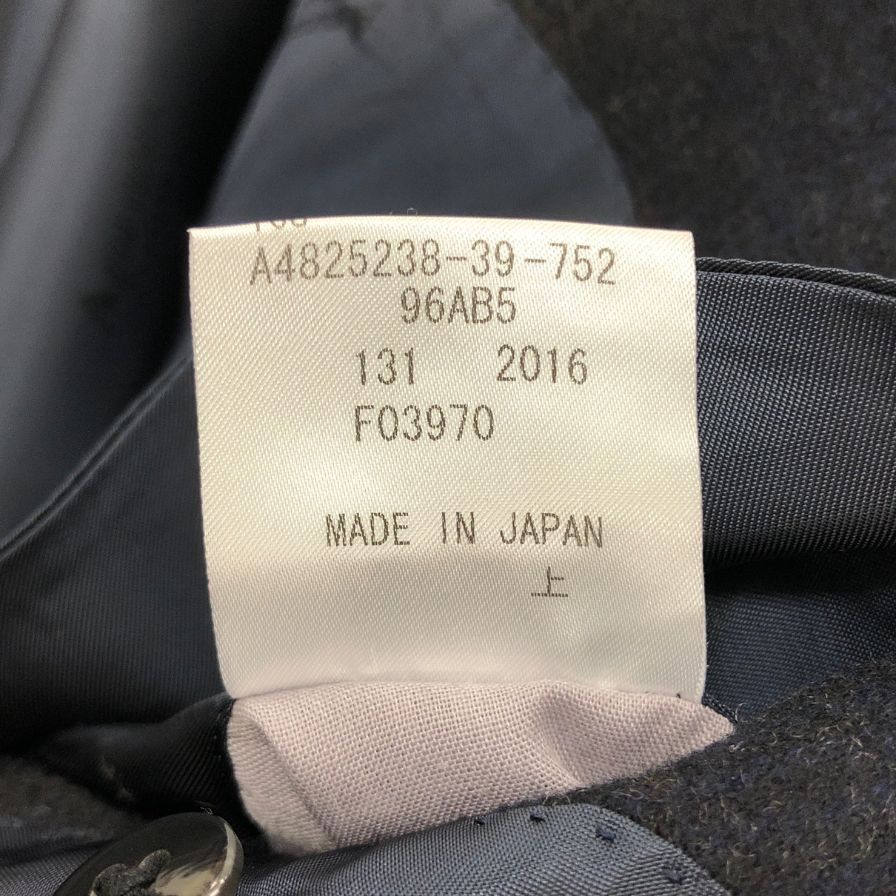 A4825238-39-752
96AB5
131 2016
F03970
MADE IN JAPAN
上